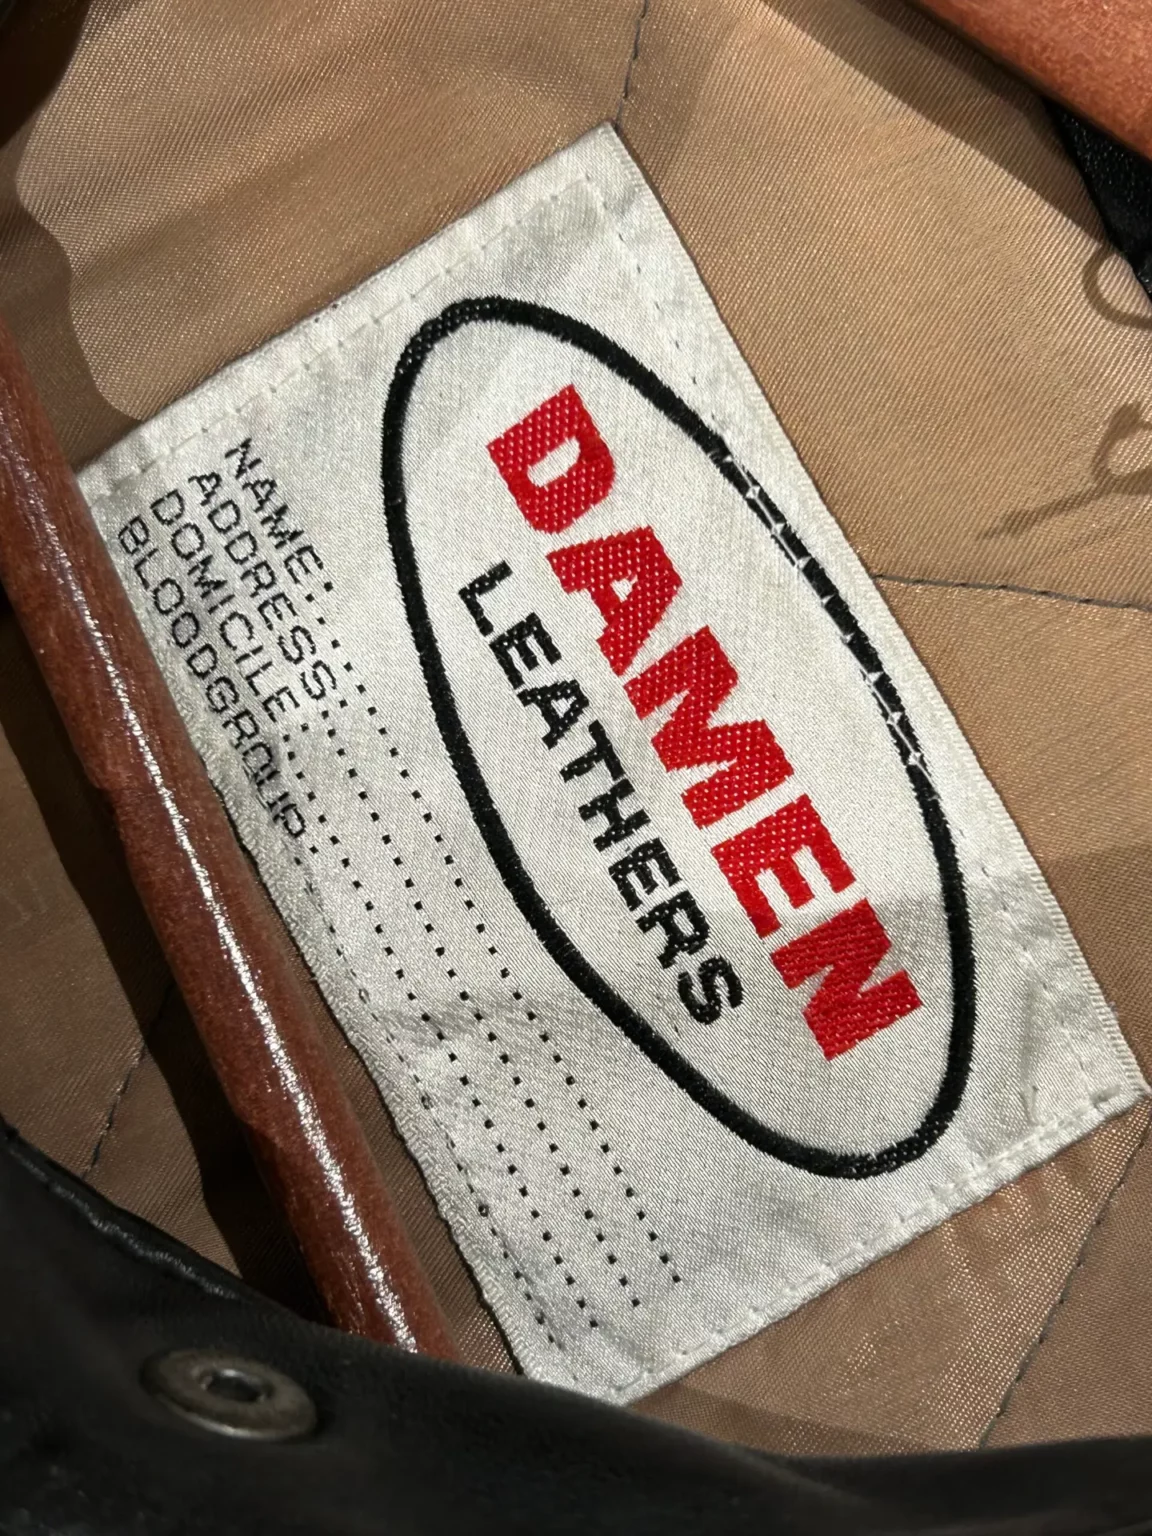 DAMEN
LEATHERS
NAME:
ADDRESS:
DOMICILE:
BLOODGROUP